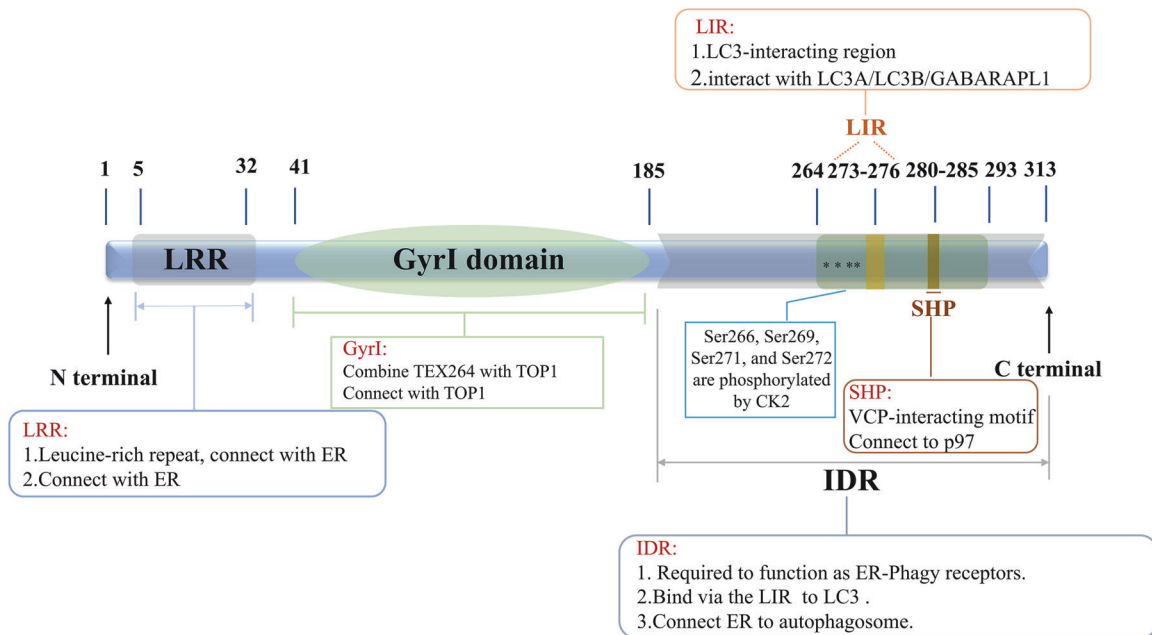 LIR:
1.LC3-interacting region
2.interact with LC3A/LC3B/GABARAPL1
LIR
1 5 32 41 185 264 273-276 280-285 293 313
LRR
GyrI domain
* * **
SHP
N terminal
C terminal
GyrI:
Combine TEX264 with TOP1
Connect with TOP1
Ser266, Ser269,
Ser271, and Ser272
are phosphorylated
by CK2
SHP:
VCP-interacting motif
Connect to p97
LRR:
1.Leucine-rich repeat, connect with ER
2.Connect with ER
IDR
IDR:
1. Required to function as ER-Phagy receptors.
2.Bind via the LIR to LC3 .
3.Connect ER to autophagosome.